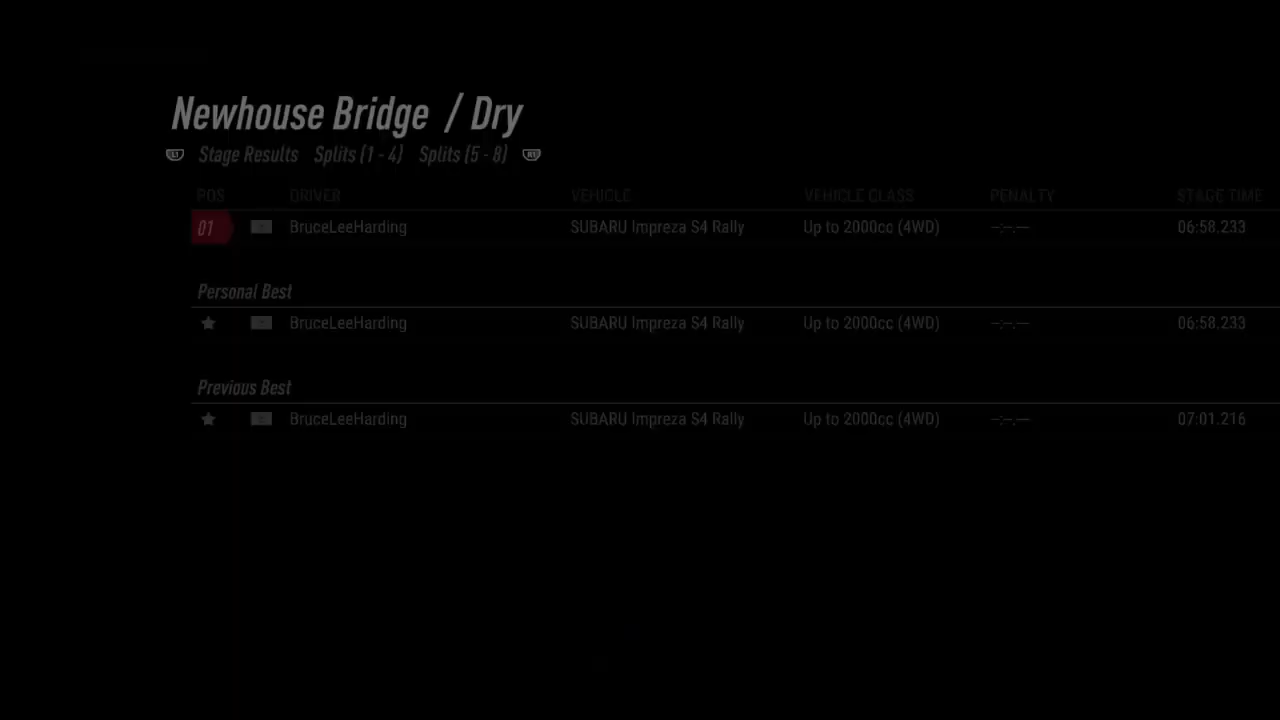 Newhouse Bridge / Dry
L1 Stage Results Splits (1 - 4) Splits (5 - 8) R1
POS DRIVER VEHICLE VEHICLE CLASS PENALTY STAGE TIME
01 BruceLeeHarding SUBARU Impreza S4 Rally Up to 2000cc (4WD) --:--.--- 06:58.233
Personal Best
BruceLeeHarding SUBARU Impreza S4 Rally Up to 2000cc (4WD) --:--.--- 06:58.233
Previous Best
BruceLeeHarding SUBARU Impreza S4 Rally Up to 2000cc (4WD) --:--.--- 07:01.216